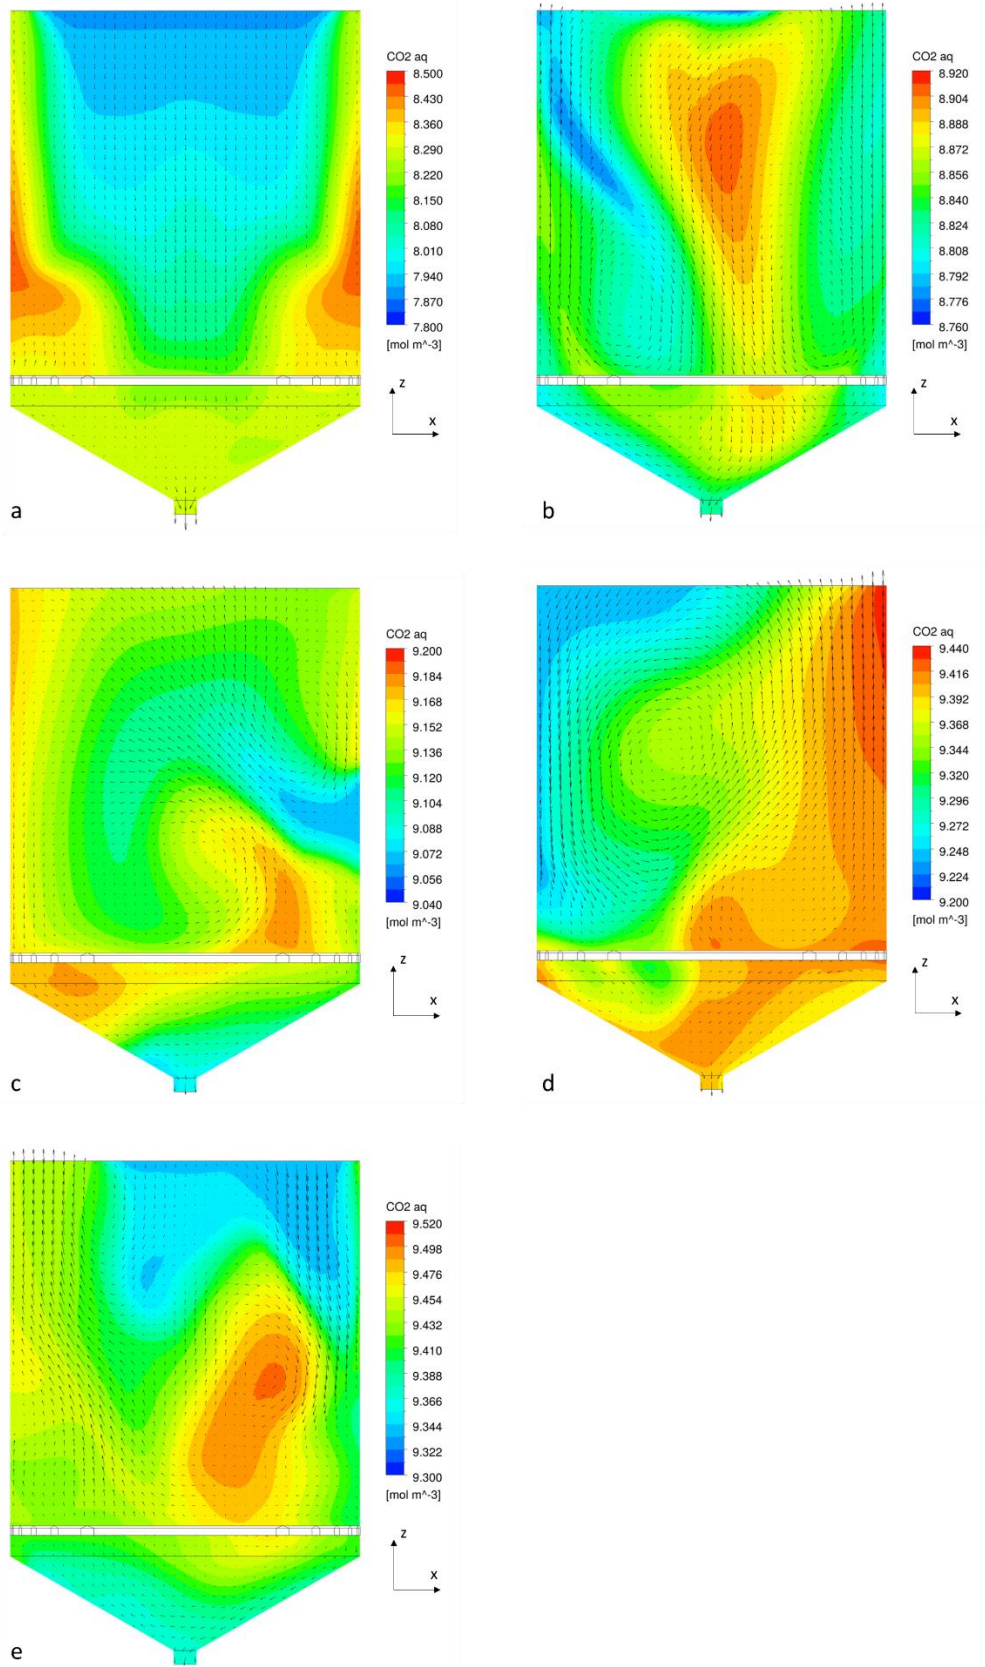 CO2 aq
8.500
8.430
8.360
8.290
8.220
8.150
8.080
8.010
7.940
7.870
7.800
[mol m^-3]
z
x
a
CO2 aq
8.920
8.904
8.888
8.872
8.856
8.840
8.824
8.808
8.792
8.776
8.760
[mol m^-3]
z
x
b
CO2 aq
9.200
9.184
9.168
9.152
9.136
9.120
9.104
9.088
9.072
9.056
9.040
[mol m^-3]
z
x
c
CO2 aq
9.440
9.416
9.392
9.368
9.344
9.320
9.296
9.272
9.248
9.224
9.200
[mol m^-3]
z
x
d
CO2 aq
9.520
9.498
9.476
9.454
9.432
9.410
9.388
9.366
9.344
9.322
9.300
[mol m^-3]
z
x
e